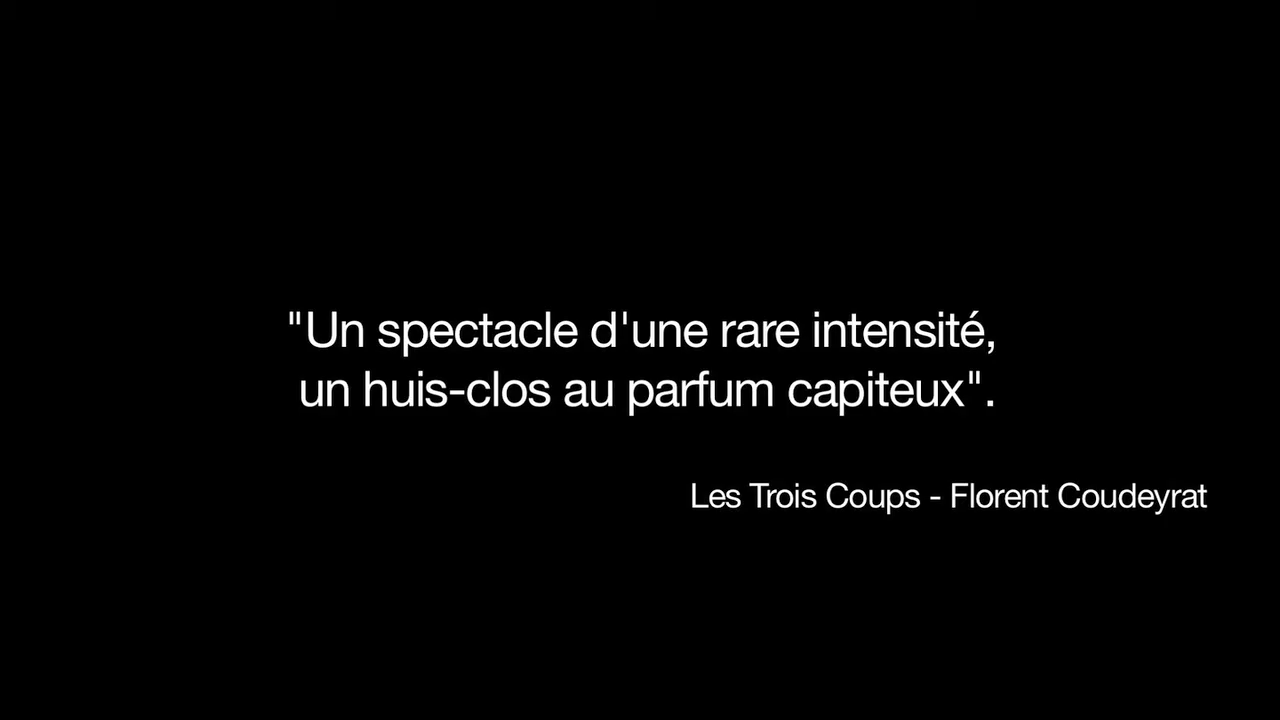 "Un spectacle d'une rare intensité,
un huis-clos au parfum capiteux".
Les Trois Coups - Florent Coudeyrat